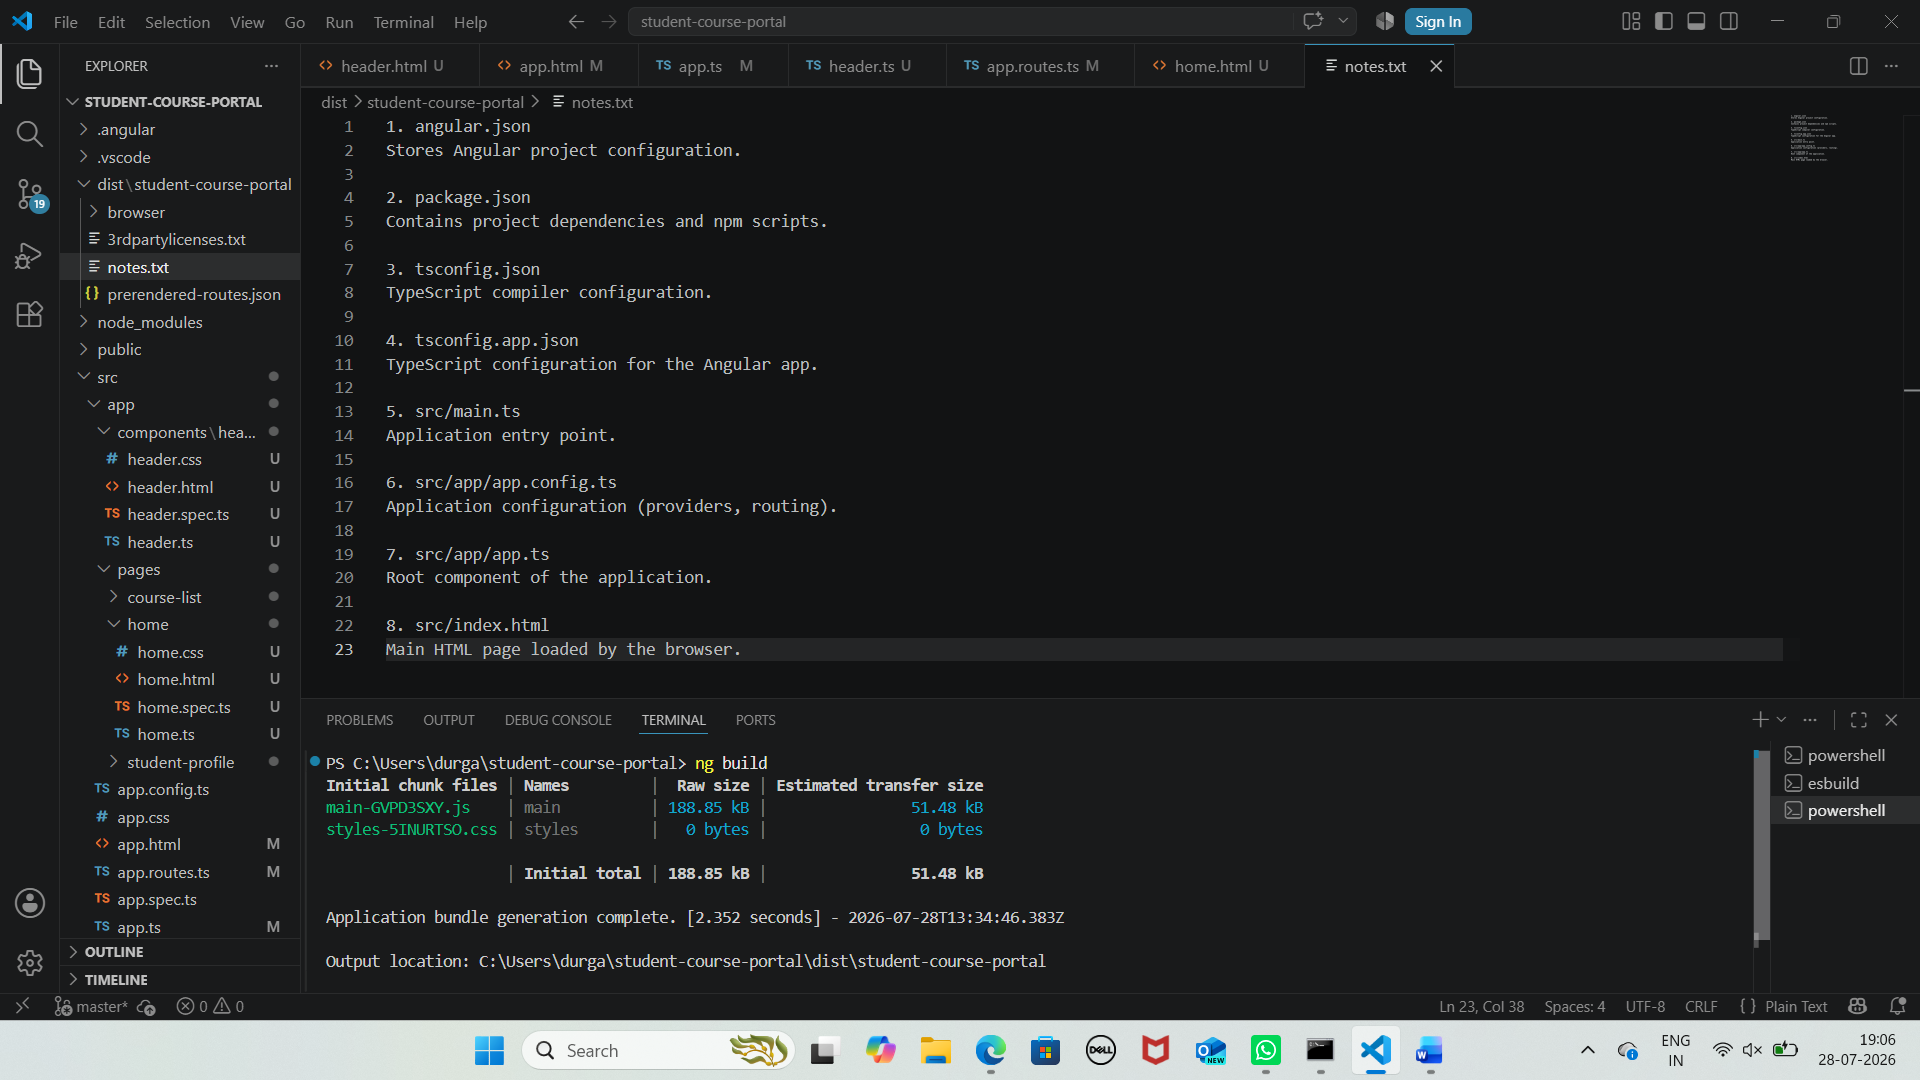 File Edit Selection View Go Run Terminal Help
student-course-portal
Sign In
EXPLORER
STUDENT-COURSE-PORTAL
.angular
.vscode
dist\student-course-portal
browser
3rdpartylicenses.txt
notes.txt
prerendered-routes.json
node_modules
public
src
app
components\hea...
header.css U
header.html U
header.spec.ts U
header.ts U
pages
course-list
home
home.css U
home.html U
home.spec.ts U
home.ts U
student-profile
app.config.ts
app.css
app.html M
app.routes.ts M
app.spec.ts
app.ts M
OUTLINE
TIMELINE
19
header.html U app.html M TS app.ts M TS header.ts U TS app.routes.ts M home.html U notes.txt
dist > student-course-portal > notes.txt
1 1. angular.json
2 Stores Angular project configuration.
3
4 2. package.json
5 Contains project dependencies and npm scripts.
6
7 3. tsconfig.json
8 TypeScript compiler configuration.
9
10 4. tsconfig.app.json
11 TypeScript configuration for the Angular app.
12
13 5. src/main.ts
14 Application entry point.
15
16 6. src/app/app.config.ts
17 Application configuration (providers, routing).
18
19 7. src/app/app.ts
20 Root component of the application.
21
22 8. src/index.html
23 Main HTML page loaded by the browser.
PROBLEMS OUTPUT DEBUG CONSOLE TERMINAL PORTS
PS C:\Users\durga\student-course-portal> ng build
Initial chunk files | Names | Raw size | Estimated transfer size
main-GVPD3SXY.js | main | 188.85 kB | 51.48 kB
styles-5INURTSO.css | styles | 0 bytes | 0 bytes
| Initial total | 188.85 kB | 51.48 kB
Application bundle generation complete. [2.352 seconds] - 2026-07-28T13:34:46.383Z
Output location: C:\Users\durga\student-course-portal\dist\student-course-portal
powershell
esbuild
powershell
master* 0 0 Ln 23, Col 38 Spaces: 4 UTF-8 CRLF {} Plain Text
Search
DELL
NEW
ENG
IN
19:06
28-07-2026